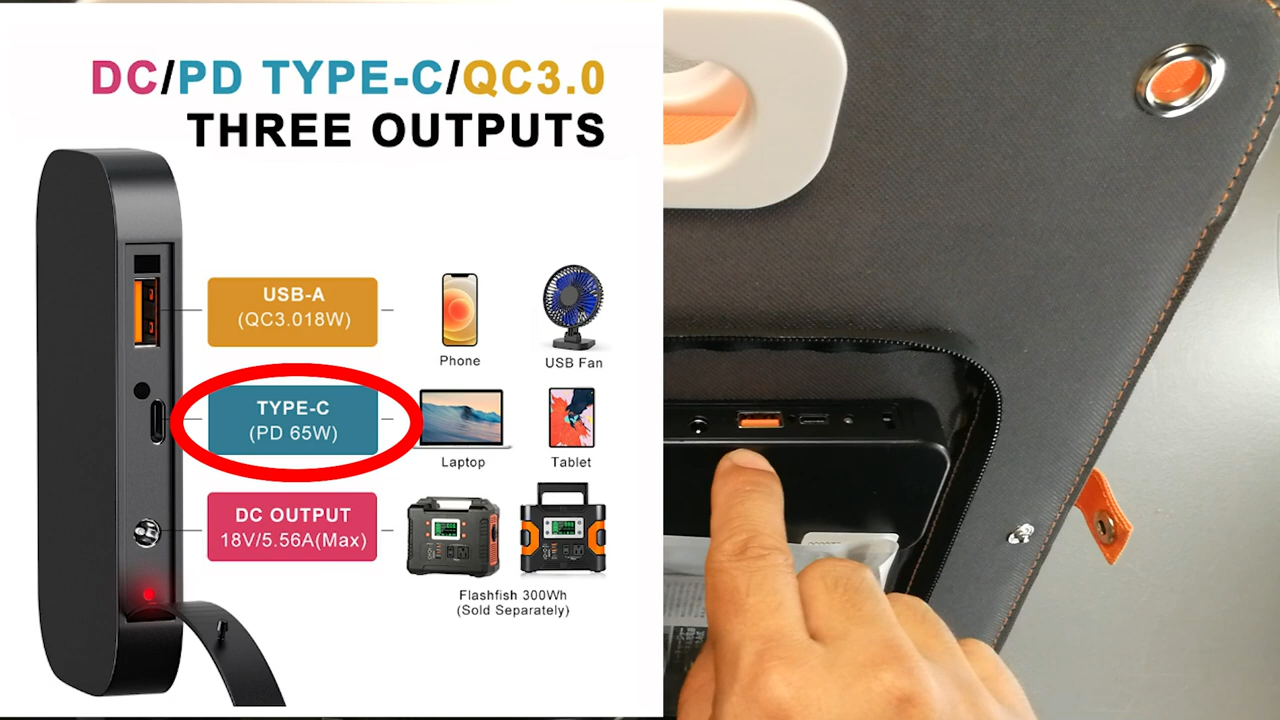 DC/PD TYPE-C/QC3.0
THREE OUTPUTS
USB-A
(QC3.018W)
Phone
USB Fan
TYPE-C
(PD 65W)
Laptop
Tablet
DC OUTPUT
18V/5.56A(Max)
Flashfish 300Wh
(Sold Separately)